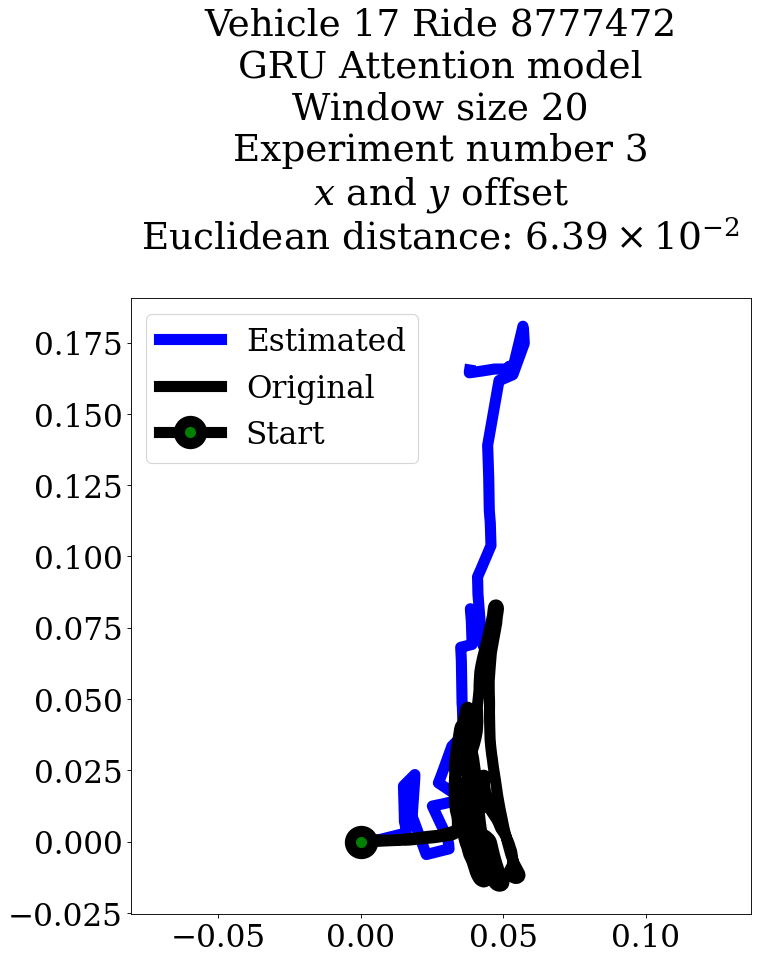 Vehicle 17 Ride 8777472
GRU Attention model
Window size 20
Experiment number 3
x and y offset
Euclidean distance: 6.39 × 10⁻²
Estimated
Original
Start
0.175
0.150
0.125
0.100
0.075
0.050
0.025
0.000
−0.025
−0.05
0.00
0.05
0.10